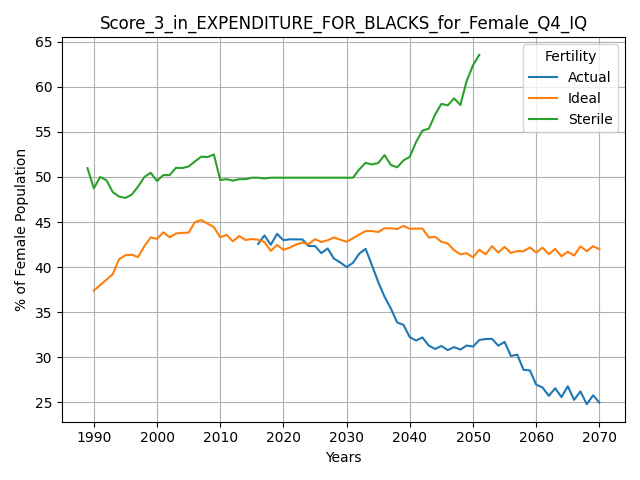 Score_3_in_EXPENDITURE_FOR_BLACKS_for_Female_Q4_IQ
65
60
55
50
45
40
35
30
25
% of Female Population
Fertility
Actual
Ideal
Sterile
1990 2000 2010 2020 2030 2040 2050 2060 2070
Years